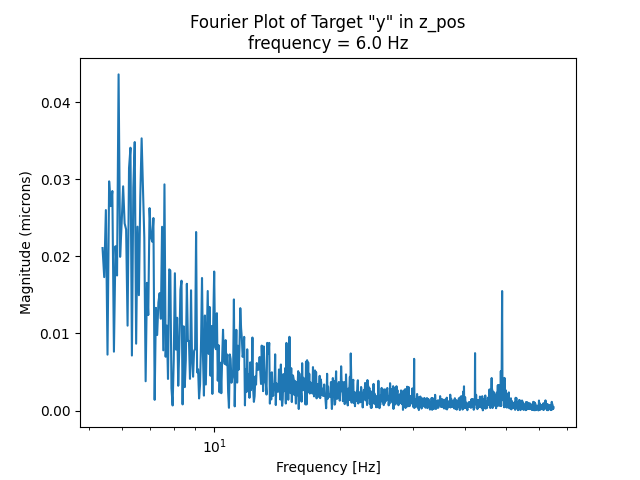 Fourier Plot of Target "y" in z_pos
frequency = 6.0 Hz
0.04
0.03
0.02
0.01
0.00
Magnitude (microns)
10¹
Frequency [Hz]